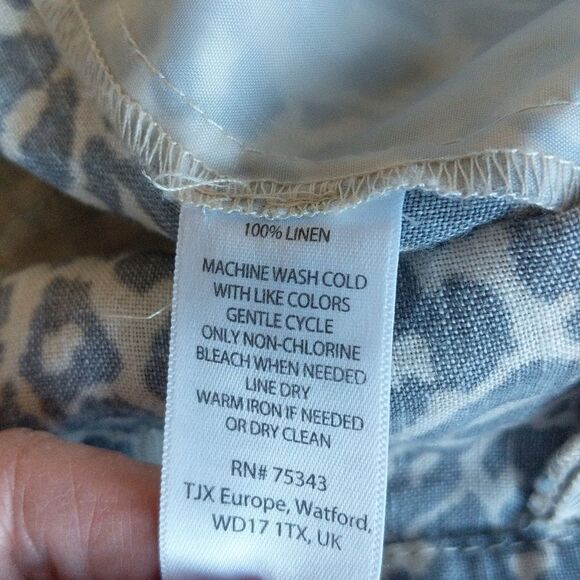 100% LINEN
MACHINE WASH COLD
WITH LIKE COLORS
GENTLE CYCLE
ONLY NON-CHLORINE
BLEACH WHEN NEEDED
LINE DRY
WARM IRON IF NEEDED
OR DRY CLEAN
RN# 75343
TJX Europe, Watford,
WD17 1TX, UK